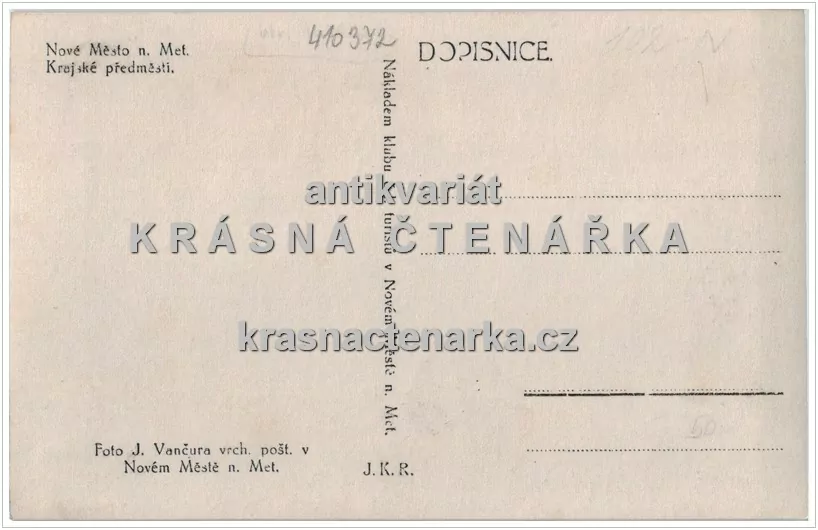 410372
Nové Město n. Met.
Krajské předměstí.
DOPISNICE.
Nákladem klubu turistů v Novém Městě n. Met.
antikvariát
KRÁSNÁ ČTENÁŘKA
krasnactenarka.cz
Foto J. Vančura vrch. pošt. v
Novém Městě n. Met.
J. K. R.
50